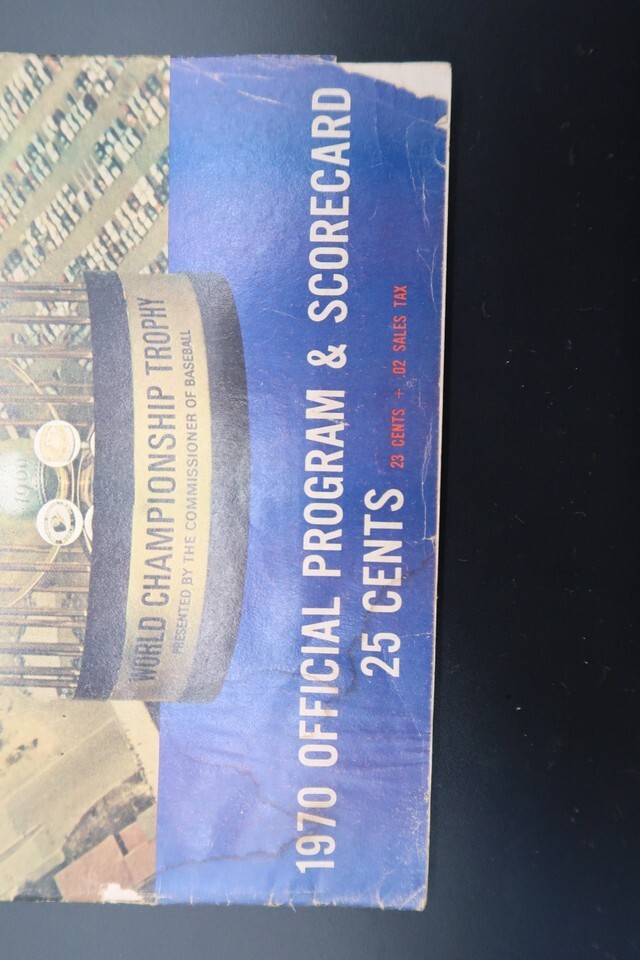 WORLD CHAMPIONSHIP TROPHY
PRESENTED BY THE COMMISSIONER OF BASEBALL
1970 OFFICIAL PROGRAM & SCORECARD
25 CENTS 23 CENTS + .02 SALES TAX